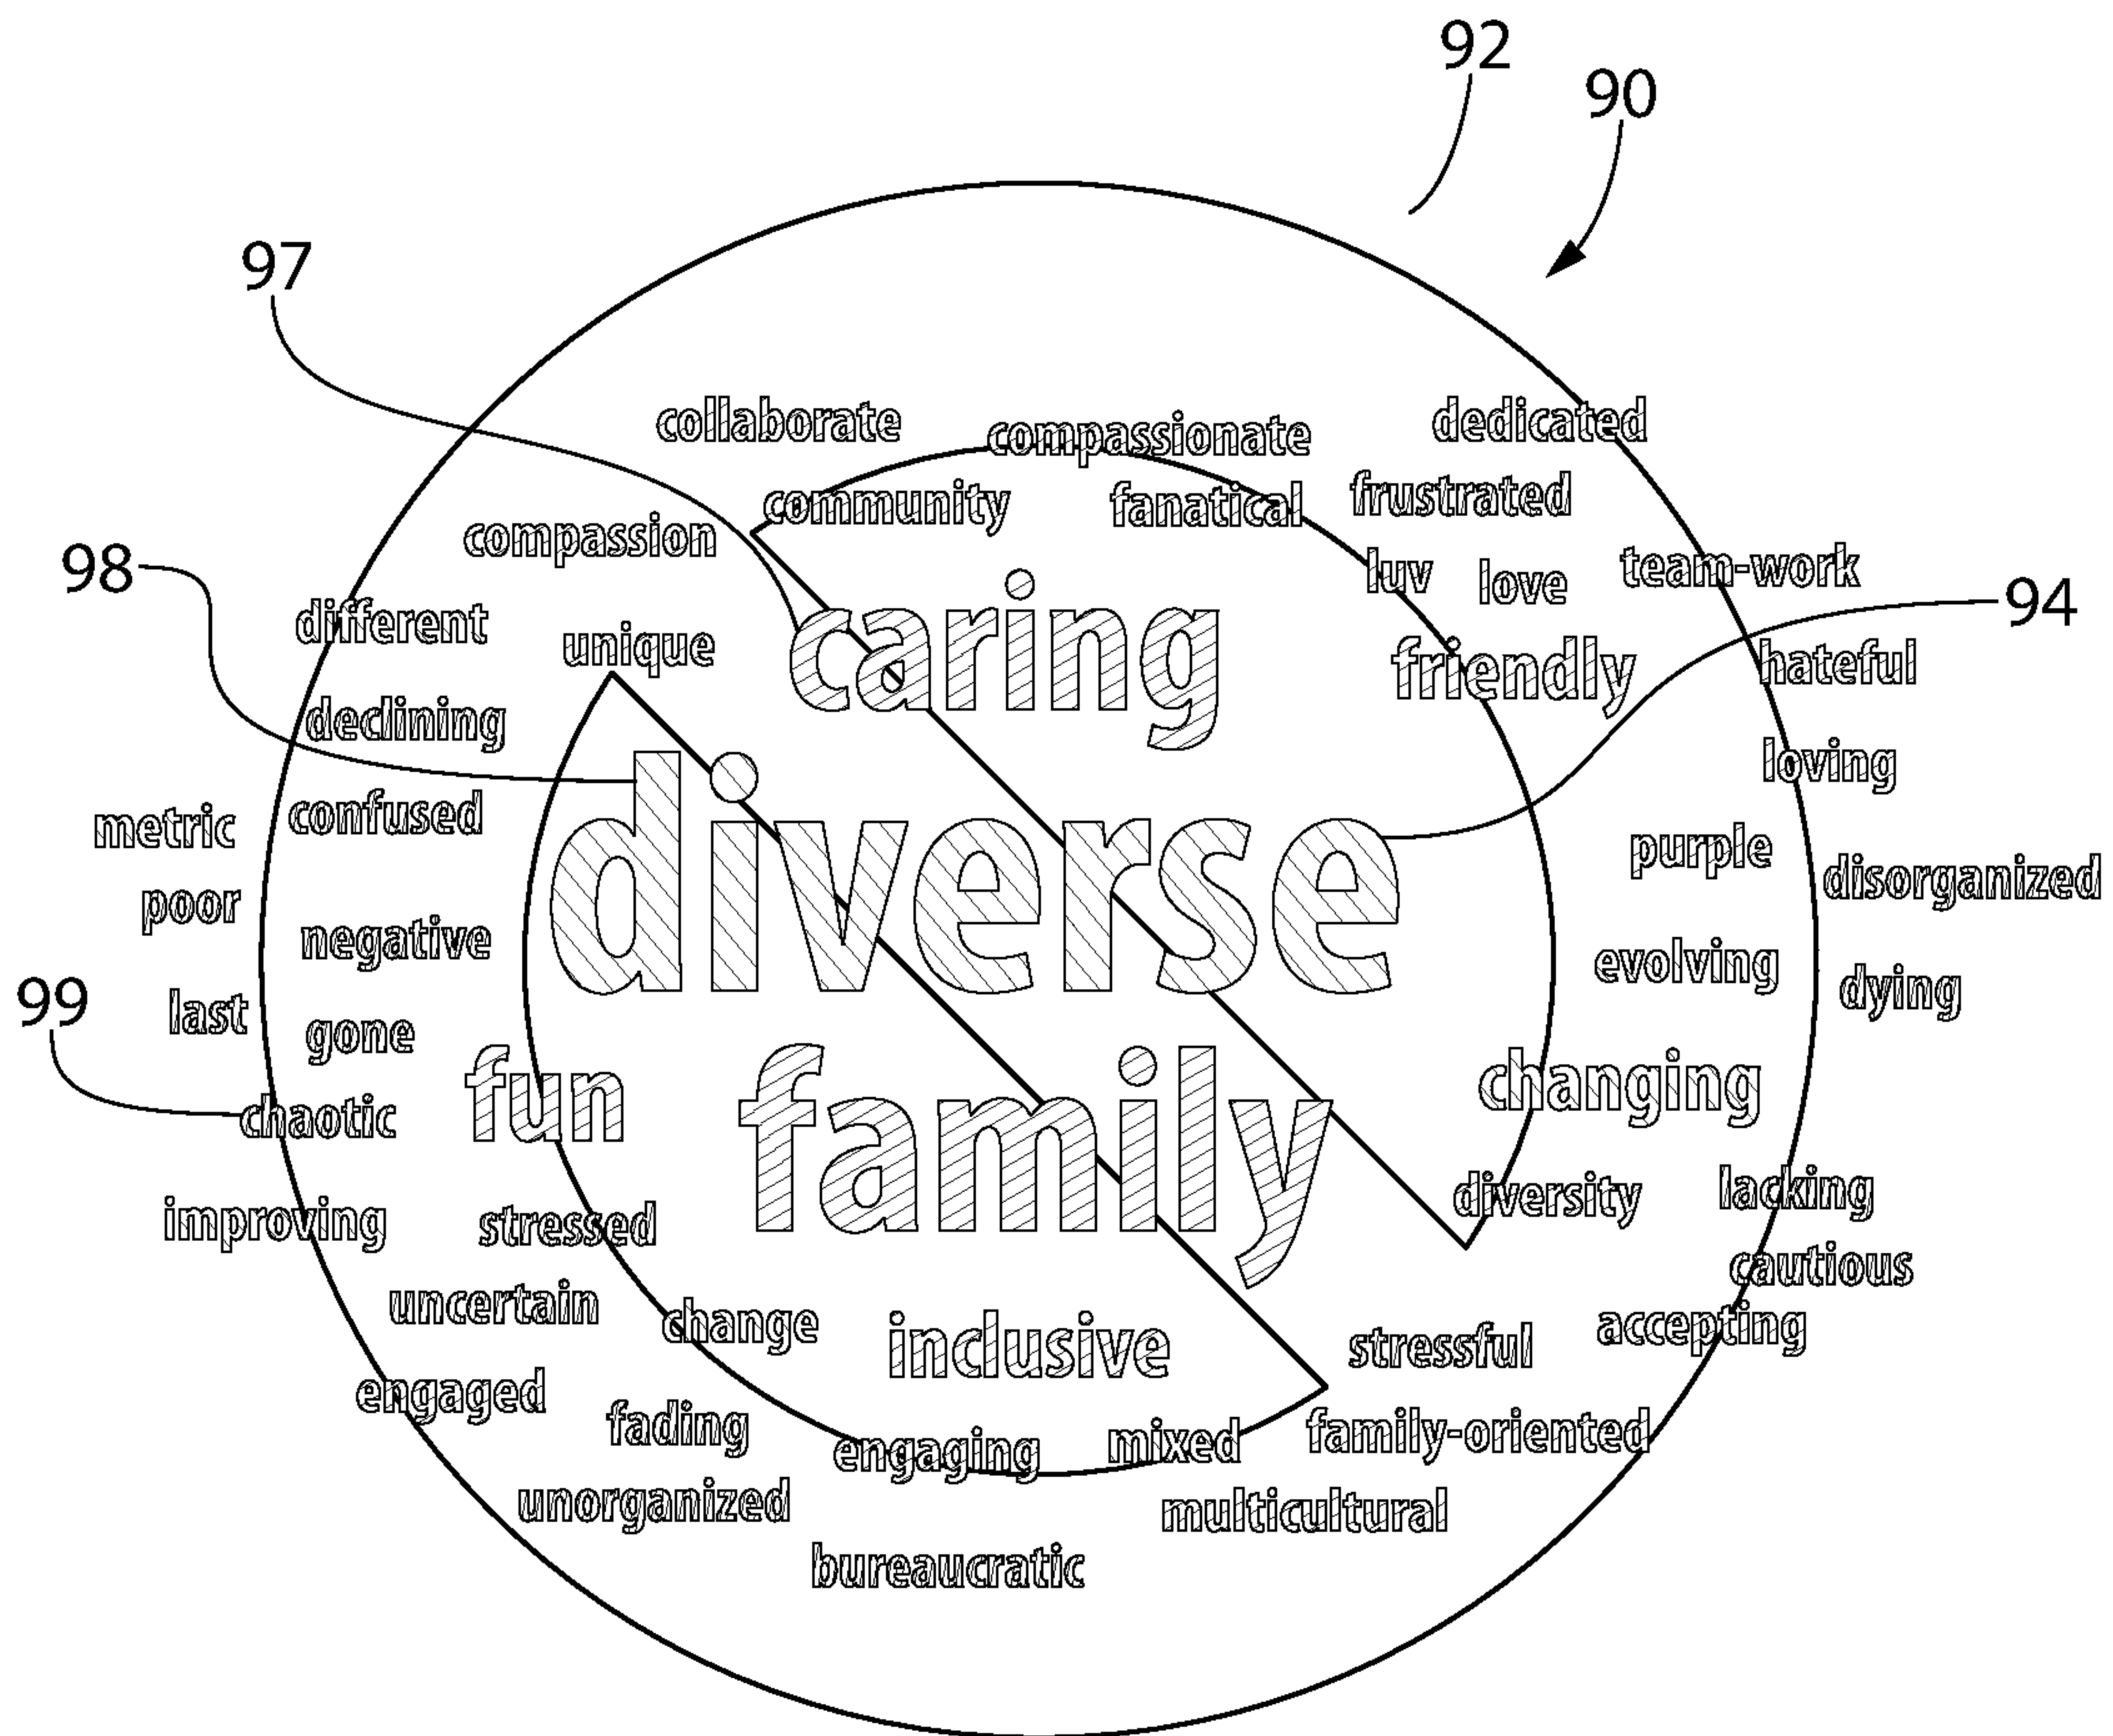 92
90
97
collaborate
compassionate
dedicated
community
fanatical
frustrated
compassion
98
luv
love
team-work
94
different
unique
caring
friendly
hateful
declining
loving
metric
confused
diverse
purple
disorganized
poor
negative
evolving
dying
99
last
gone
fun
family
changing
chaotic
improving
stressed
diversity
lacking
uncertain
change
inclusive
stressful
cautious
accepting
engaged
fading
engaging
mixed
family-oriented
unorganized
multicultural
bureaucratic